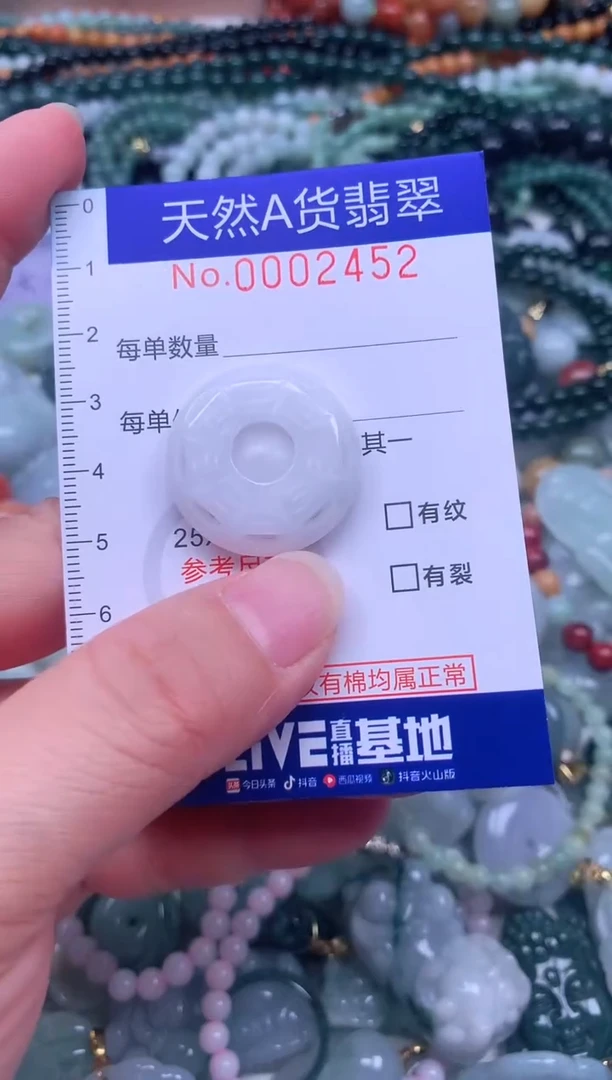 天然A货翡翠
No.0002452
0
1
2
3
4
5
6
每单数量
每单
其一
25
有纹
参考尺
有裂
有棉均属正常
LIVE直播基地
头条 今日头条 抖音 西瓜视频 抖音火山版